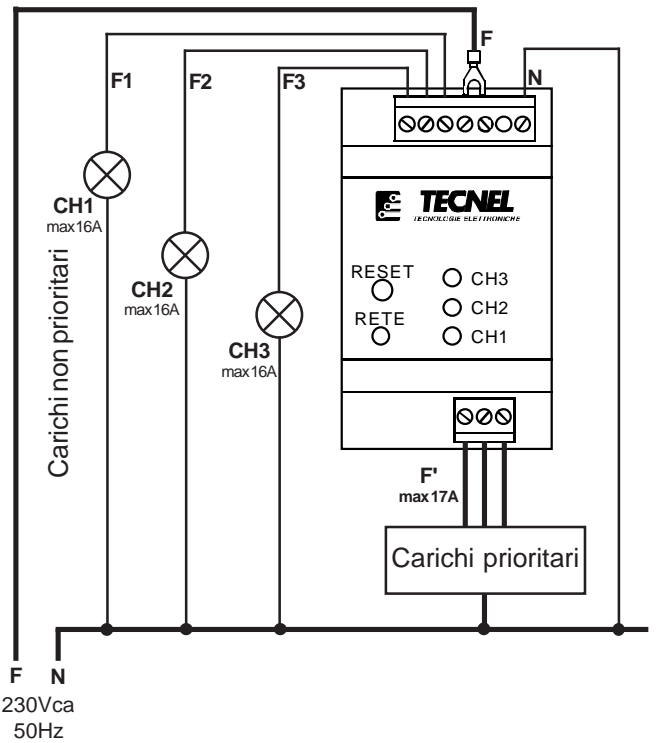 F
N
F1
F2
F3
CH1
max16A
CH2
max16A
CH3
max16A
Carichi non prioritari
TECNEL
TECNOLOGIE ELETTRONICHE
RESET
RETE
CH3
CH2
CH1
F'
max17A
Carichi prioritari
F N
230Vca
50Hz